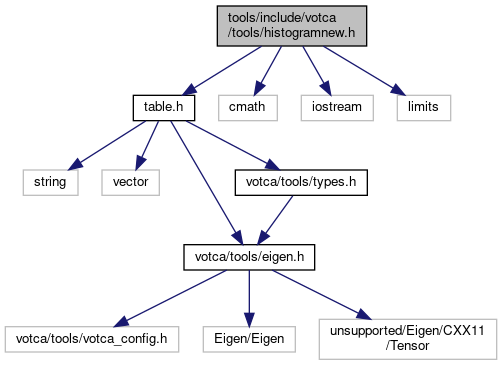 tools/include/votca
/tools/histogramnew.h
table.h
cmath
iostream
limits
string
vector
votca/tools/types.h
votca/tools/eigen.h
votca/tools/votca_config.h
Eigen/Eigen
unsupported/Eigen/CXX11
/Tensor